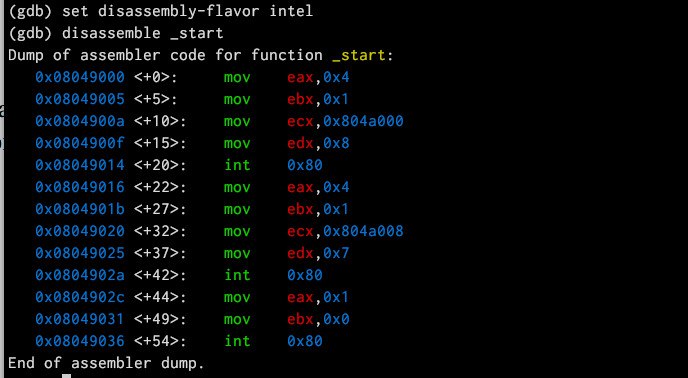 (gdb) set disassembly-flavor intel
(gdb) disassemble _start
Dump of assembler code for function _start:
   0x08049000 <+0>:     mov    eax,0x4
   0x08049005 <+5>:     mov    ebx,0x1
   0x0804900a <+10>:    mov    ecx,0x804a000
   0x0804900f <+15>:    mov    edx,0x8
   0x08049014 <+20>:    int    0x80
   0x08049016 <+22>:    mov    eax,0x4
   0x0804901b <+27>:    mov    ebx,0x1
   0x08049020 <+32>:    mov    ecx,0x804a008
   0x08049025 <+37>:    mov    edx,0x7
   0x0804902a <+42>:    int    0x80
   0x0804902c <+44>:    mov    eax,0x1
   0x08049031 <+49>:    mov    ebx,0x0
   0x08049036 <+54>:    int    0x80
End of assembler dump.